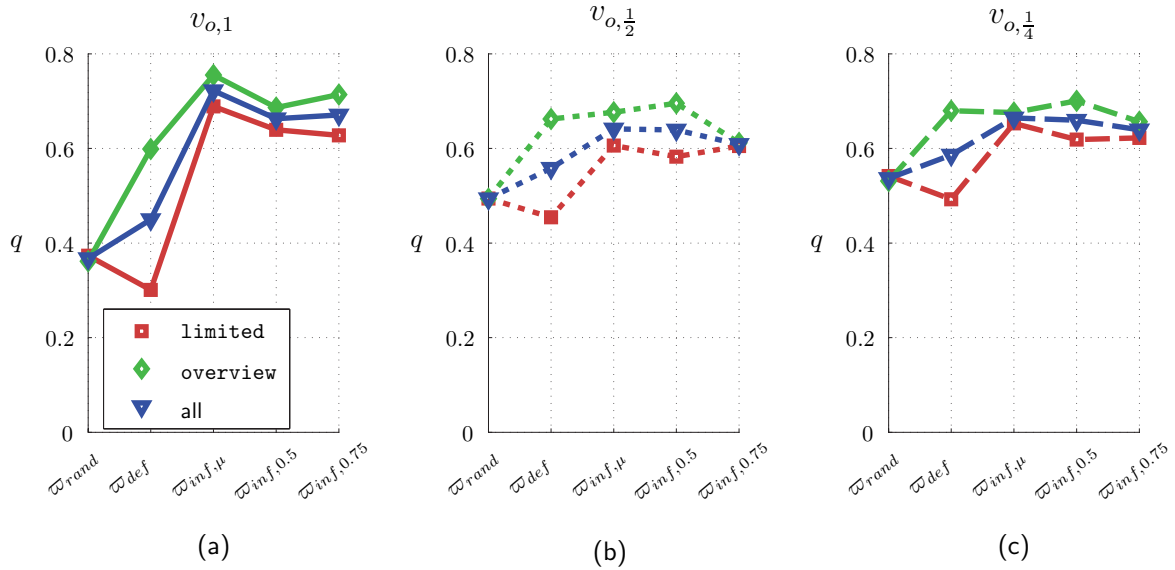 v_{o,1}
0.8
0.6
0.4
0.2
0
q
limited
overview
all
ϖ_{rand}
ϖ_{def}
ϖ_{inf,μ}
ϖ_{inf,0.5}
ϖ_{inf,0.75}
(a)
v_{o,\frac{1}{2}}
0.8
0.6
0.4
0.2
0
q
ϖ_{rand}
ϖ_{def}
ϖ_{inf,μ}
ϖ_{inf,0.5}
ϖ_{inf,0.75}
(b)
v_{o,\frac{1}{4}}
0.8
0.6
0.4
0.2
0
q
ϖ_{rand}
ϖ_{def}
ϖ_{inf,μ}
ϖ_{inf,0.5}
ϖ_{inf,0.75}
(c)